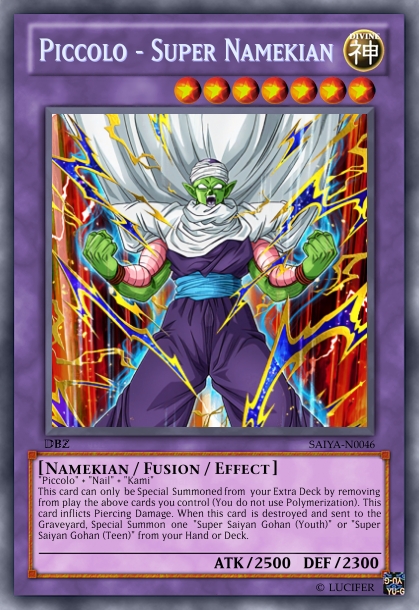 PICCOLO - SUPER NAMEKIAN
DIVINE
神
DBZ
SAIYA-N0046
[NAMEKIAN / FUSION / EFFECT]
"Piccolo" + "Nail" + "Kami"
This card can only be Special Summoned from your Extra Deck by removing
from play the above cards you control (You do not use Polymerization). This
card inflicts Piercing Damage. When this card is destroyed and sent to the
Graveyard, Special Summon one "Super Saiyan Gohan (Youth)" or "Super
Saiyan Gohan (Teen)" from your Hand or Deck.
ATK/2500 DEF/2300
© LUCIFER